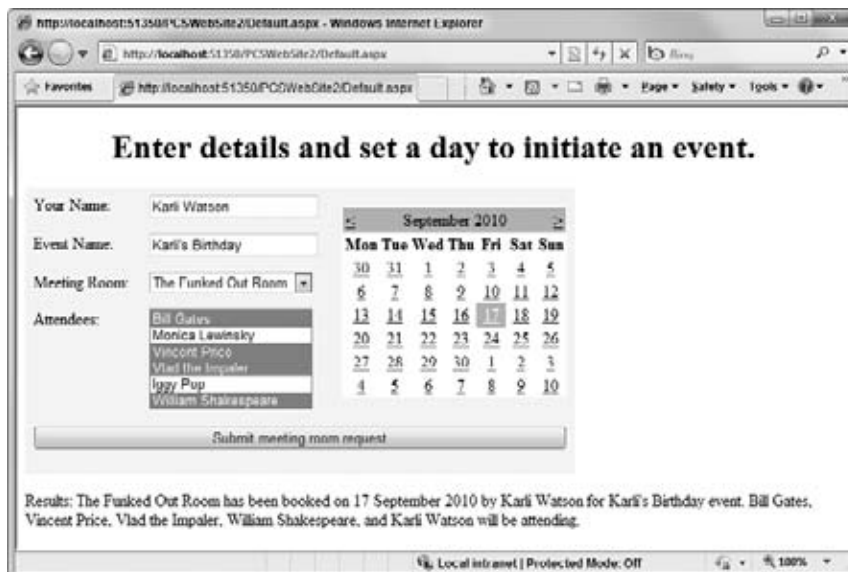 http://localhost:51350/PCSWebSite2/Default.aspx - Windows Internet Explorer
http://localhost:51350/PCSWebSite2/Default.aspx
Bing
Favorites
http://localhost:51350/PCSWebSite2/Default.aspx
Page
Safety
Tools
Enter details and set a day to initiate an event.
Your Name:
Karli Watson
Event Name:
Karli's Birthday
Meeting Room:
The Funked Out Room
Attendees:
Bill Gates
Monica Lewinsky
Vincent Price
Vlad the Impaler
Iggy Pop
William Shakespeare
< September 2010 >
Mon Tue Wed Thu Fri Sat Sun
30 31 1 2 3 4 5
6 7 8 9 10 11 12
13 14 15 16 17 18 19
20 21 22 23 24 25 26
27 28 29 30 1 2 3
4 5 6 7 8 9 10
Submit meeting room request
Results: The Funked Out Room has been booked on 17 September 2010 by Karli Watson for Karli's Birthday event. Bill Gates,
Vincent Price, Vlad the Impaler, William Shakespeare, and Karli Watson will be attending.
Local intranet | Protected Mode: Off
100%